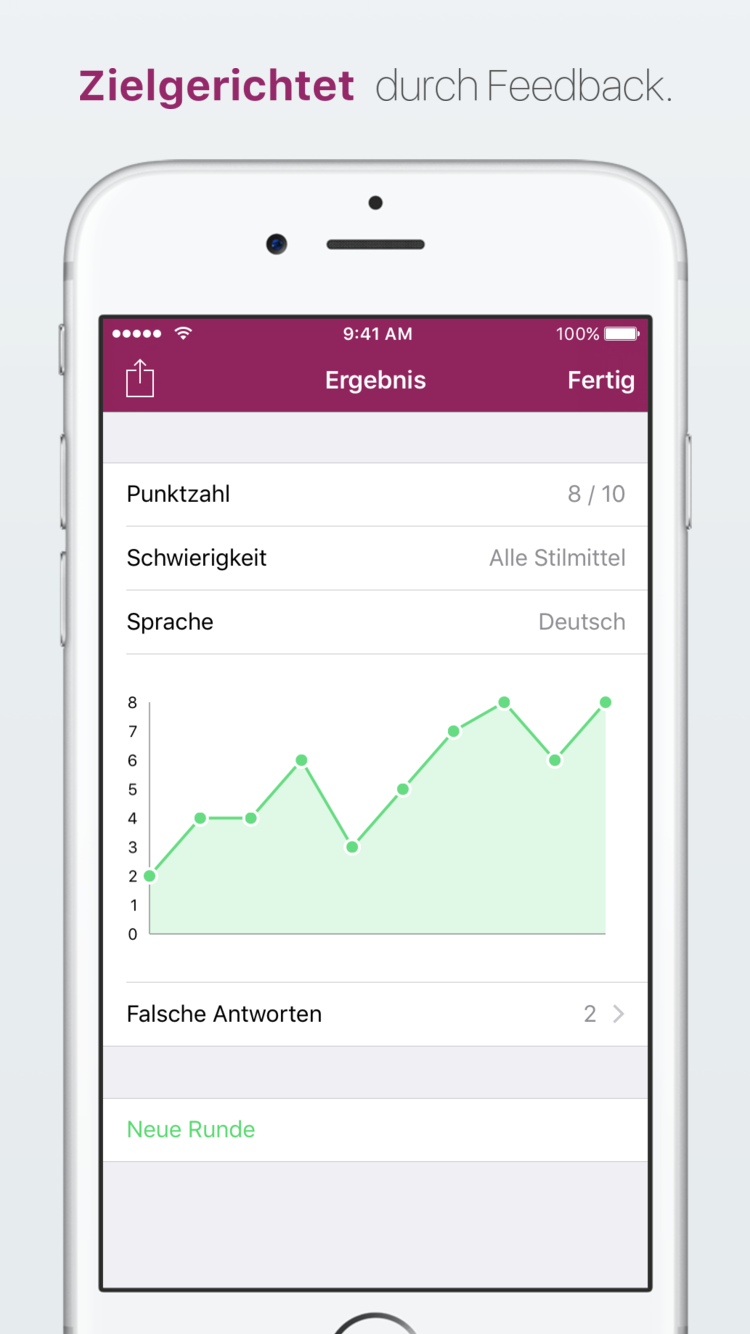 Zielgerichtet durch Feedback.
9:41 AM 100%
Ergebnis Fertig
Punktzahl 8 / 10
Schwierigkeit Alle Stilmittel
Sprache Deutsch
8
7
6
5
4
3
2
1
0
Falsche Antworten 2
Neue Runde